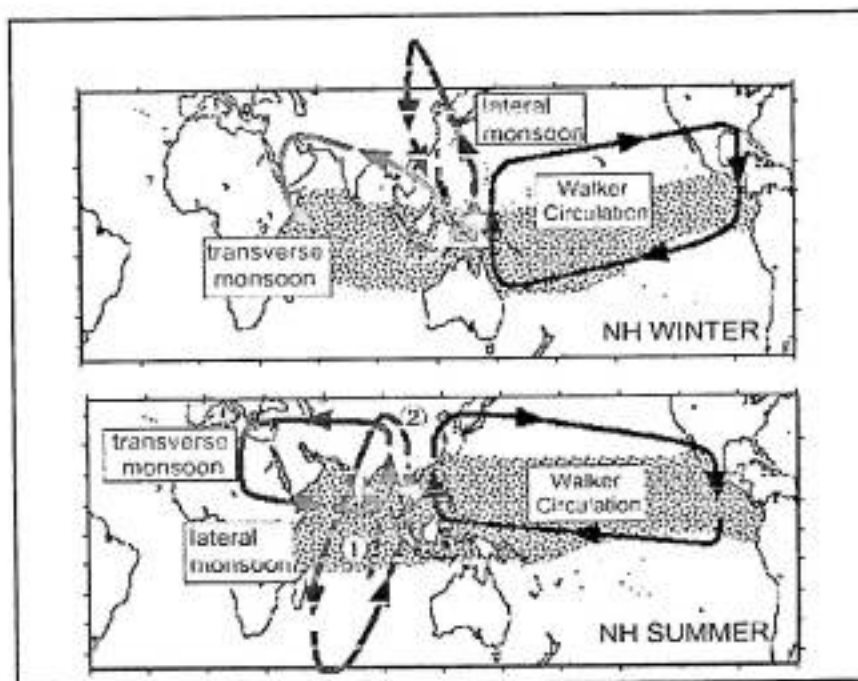 lateral
monsoon
Walker
Circulation
transverse
monsoon
NH WINTER
(2)
transverse
monsoon
Walker
Circulation
lateral
monsoon
1
NH SUMMER